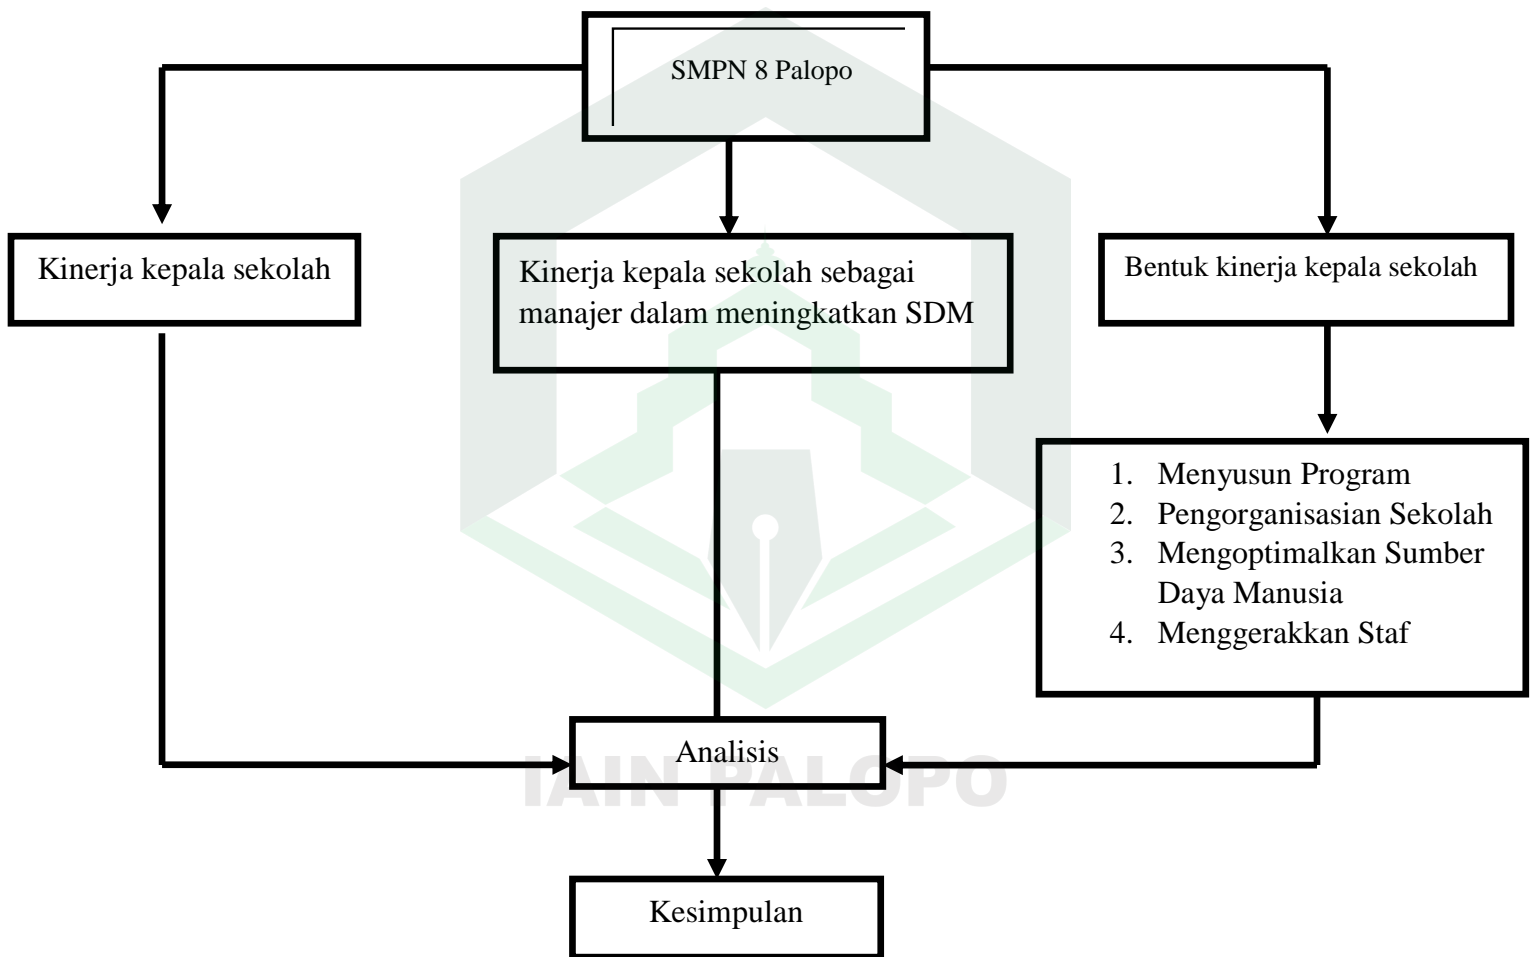 SMPN 8 Palopo
Kinerja kepala sekolah
Kinerja kepala sekolah sebagai
manajer dalam meningkatkan SDM
Bentuk kinerja kepala sekolah
1. Menyusun Program
2. Pengorganisasian Sekolah
3. Mengoptimalkan Sumber
Daya Manusia
4. Menggerakkan Staf
Analisis
IAIN PALOPO
Kesimpulan